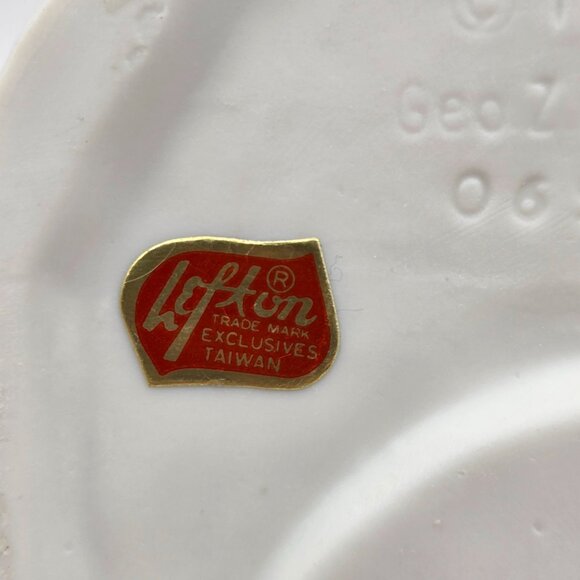 ©
Geo Z.
06
Lefton ®
TRADE MARK
EXCLUSIVES
TAIWAN